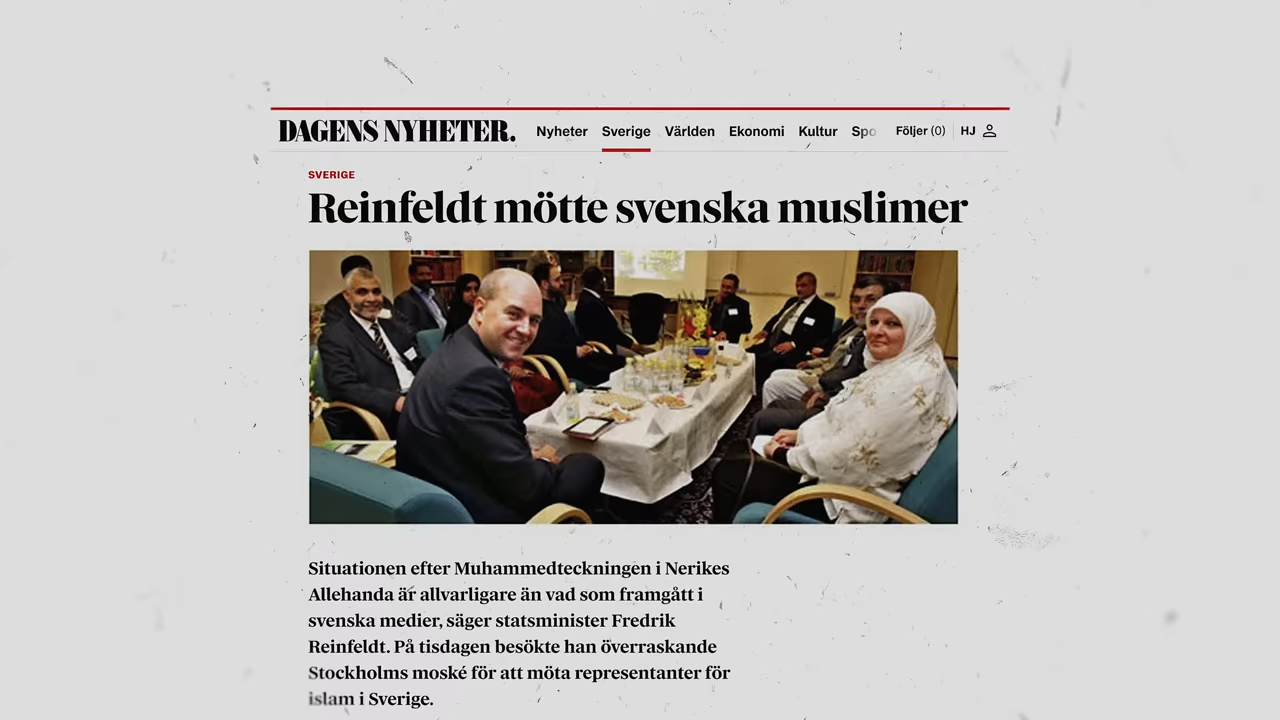 DAGENS NYHETER.
Nyheter Sverige Världen Ekonomi Kultur Spo Följer (0) HJ
SVERIGE
Reinfeldt mötte svenska muslimer
Situationen efter Muhammedteckningen i Nerikes
Allehanda är allvarligare än vad som framgått i
svenska medier, säger statsminister Fredrik
Reinfeldt. På tisdagen besökte han överraskande
Stockholms moské för att möta representanter för
islam i Sverige.